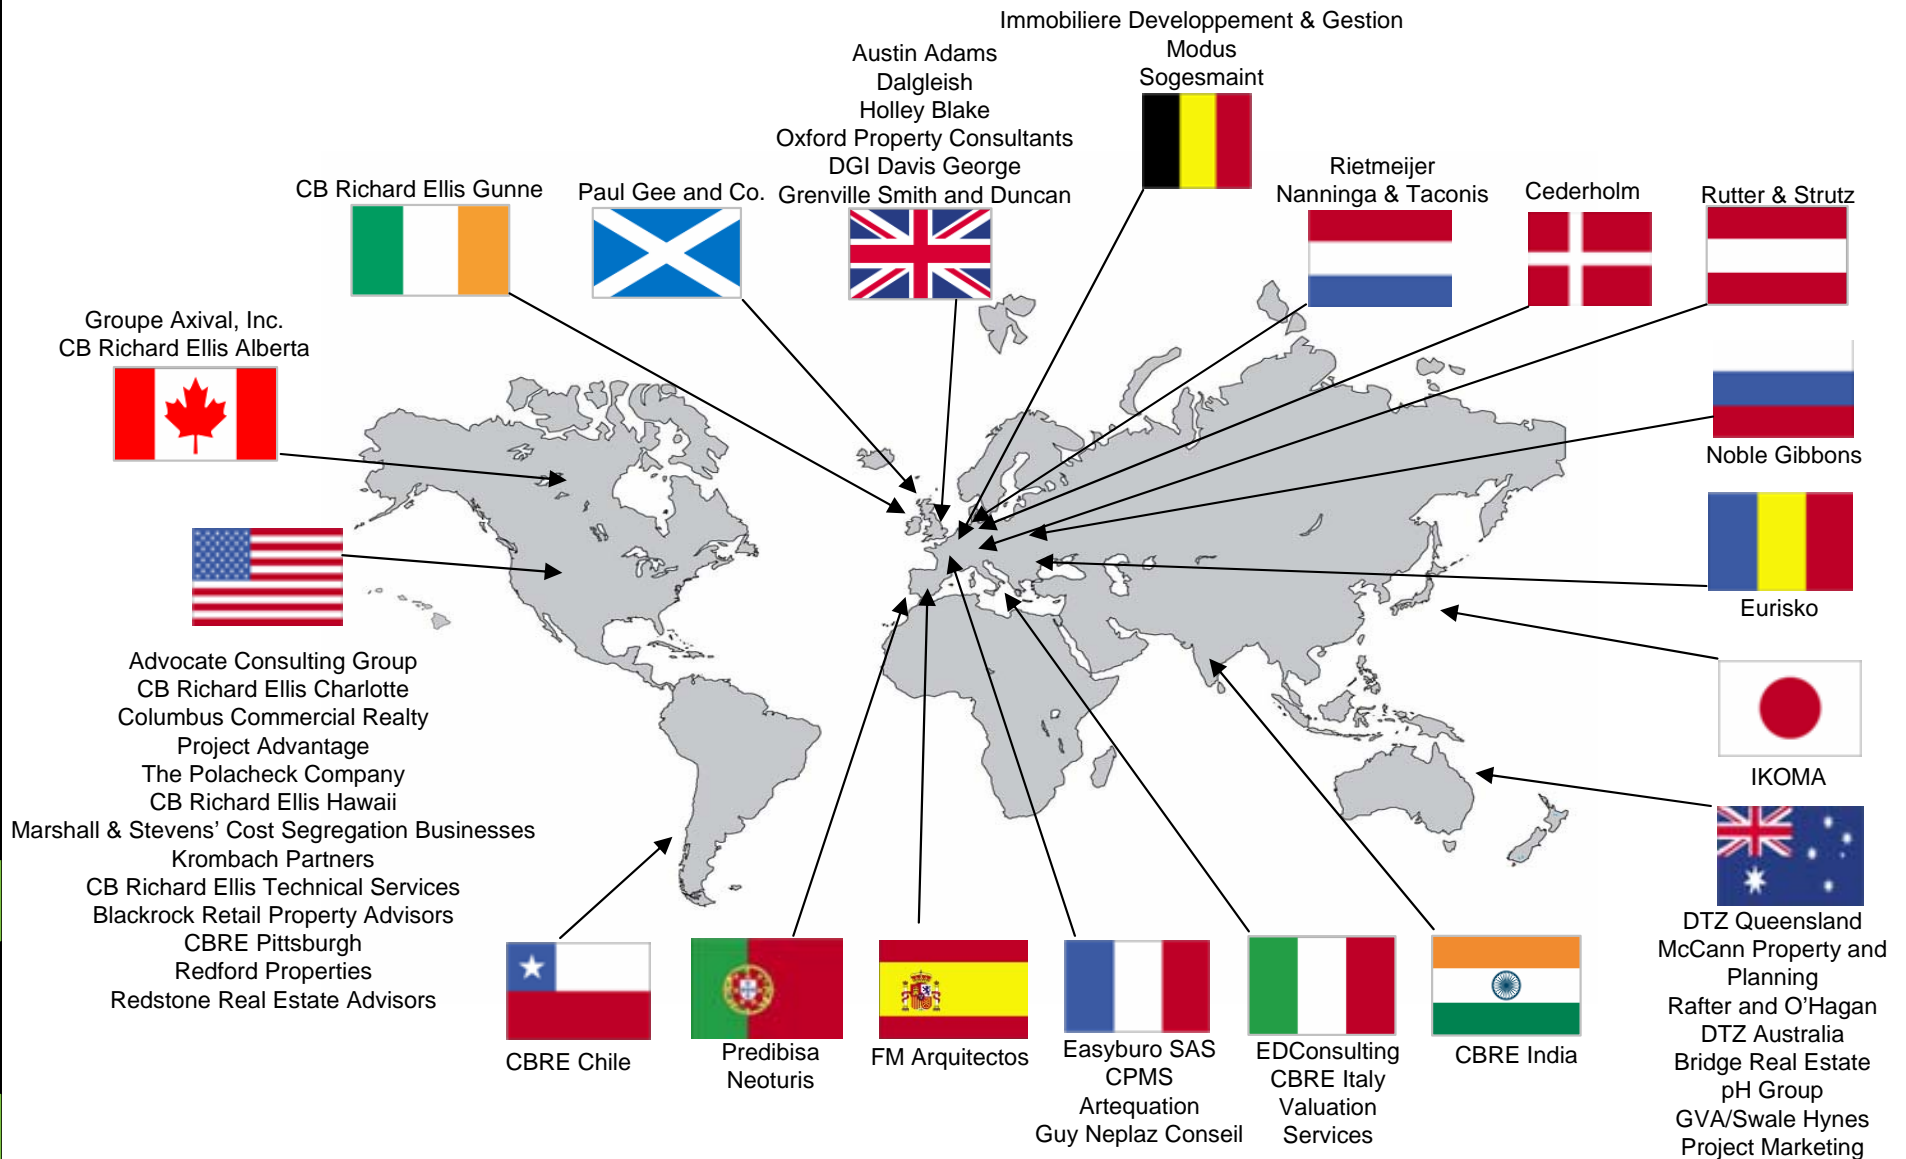 Immobiliere Developpement & Gestion
Modus
Sogesmaint
Austin Adams
Dalgleish
Holley Blake
Oxford Property Consultants
DGI Davis George
Grenville Smith and Duncan
CB Richard Ellis Gunne
Paul Gee and Co.
Rietmeijer
Nanninga & Taconis
Cederholm
Rutter & Strutz
Groupe Axival, Inc.
CB Richard Ellis Alberta
Noble Gibbons
Eurisko
IKOMA
Advocate Consulting Group
CB Richard Ellis Charlotte
Columbus Commercial Realty
Project Advantage
The Polacheck Company
CB Richard Ellis Hawaii
Marshall & Stevens’ Cost Segregation Businesses
Krombach Partners
CB Richard Ellis Technical Services
Blackrock Retail Property Advisors
CBRE Pittsburgh
Redford Properties
Redstone Real Estate Advisors
CBRE Chile
Predibisa
Neoturis
FM Arquitectos
Easyburo SAS
CPMS
Artequation
Guy Neplaz Conseil
EDConsulting
CBRE Italy
Valuation
Services
CBRE India
DTZ Queensland
McCann Property and
Planning
Rafter and O’Hagan
DTZ Australia
Bridge Real Estate
pH Group
GVA/Swale Hynes
Project Marketing